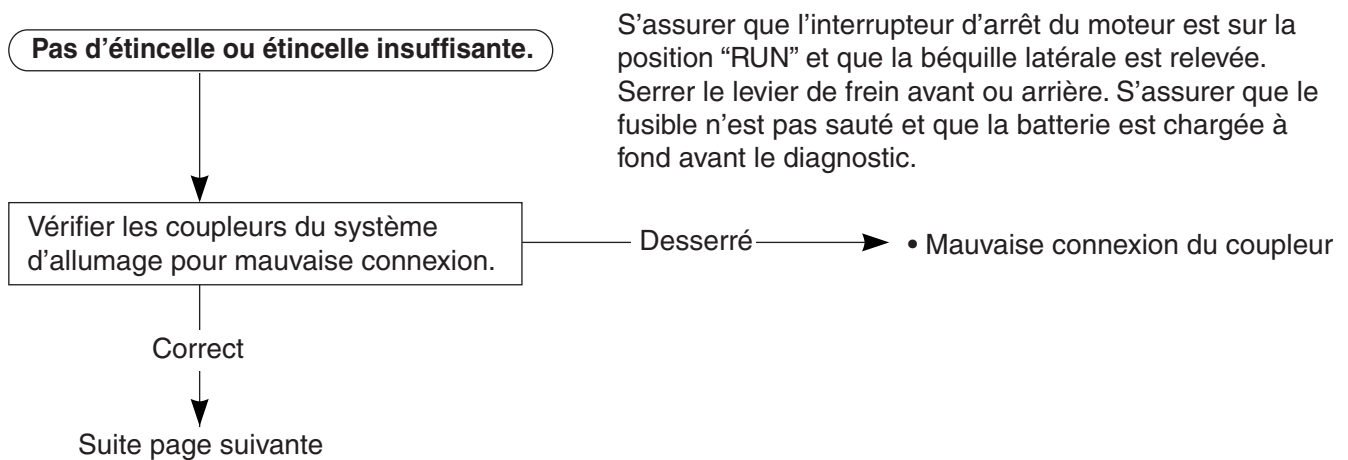 Pas d’étincelle ou étincelle insuffisante.
S’assurer que l’interrupteur d’arrêt du moteur est sur la
position “RUN” et que la béquille latérale est relevée.
Serrer le levier de frein avant ou arrière. S’assurer que le
fusible n’est pas sauté et que la batterie est chargée à
fond avant le diagnostic.
Vérifier les coupleurs du système
d’allumage pour mauvaise connexion.
Desserré
• Mauvaise connexion du coupleur
Correct
Suite page suivante